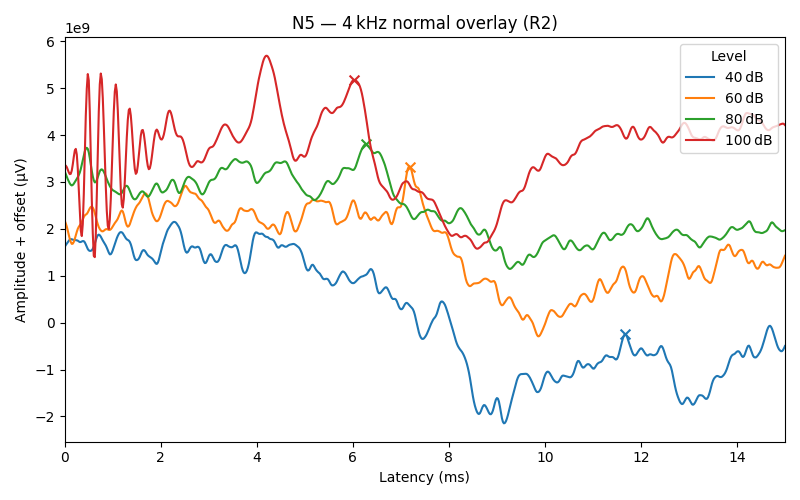 N5 — 4 kHz normal overlay (R2)
1e9
Level
40 dB
60 dB
80 dB
100 dB
6
5
4
3
2
1
0
−1
−2
Amplitude + offset (µV)
0 2 4 6 8 10 12 14
Latency (ms)